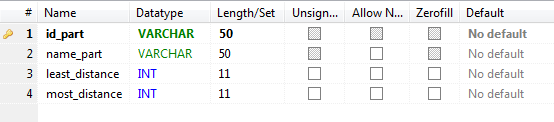 # Name Datatype Length/Set Unsign... Allow N... Zerofill Default
1 id_part VARCHAR 50 No default
2 name_part VARCHAR 50 No default
3 least_distance INT 11 No default
4 most_distance INT 11 No default